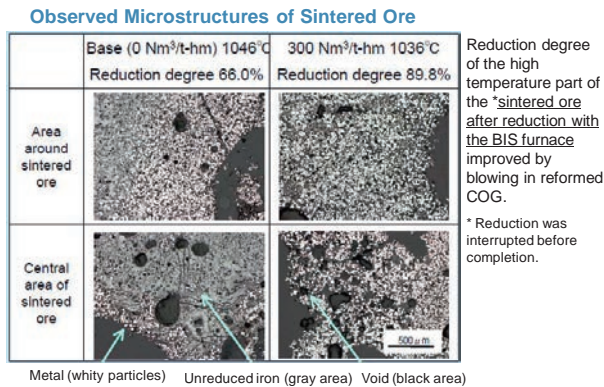 Observed Microstructures of Sintered Ore
Base (0 Nm³/t-hm) 1046℃
Reduction degree 66.0%
300 Nm³/t-hm 1036°C
Reduction degree 89.8%
Area
around
sintered
ore
Central
area of
sintered
ore
500μm
Metal (whity particles)
Unreduced iron (gray area)
Void (black area)
Reduction degree
of the high
temperature part of
the *sintered ore
after reduction with
the BIS furnace
improved by
blowing in reformed
COG.
* Reduction was
interrupted before
completion.